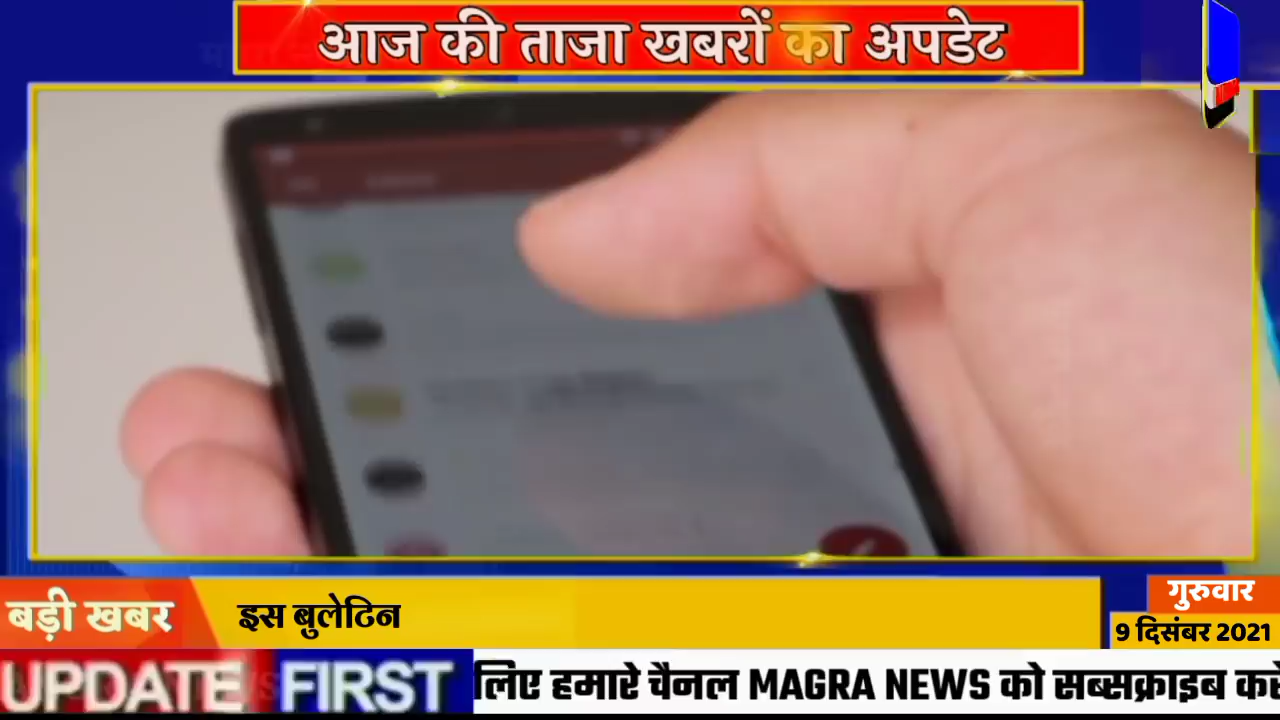 आज की ताजा खबरों का अपडेट
बड़ी खबर
इस बुलेटिन
गुरुवार
9 दिसंबर 2021
UPDATE FIRST
लिए हमारे चैनल MAGRA NEWS को सब्सक्राइब करें